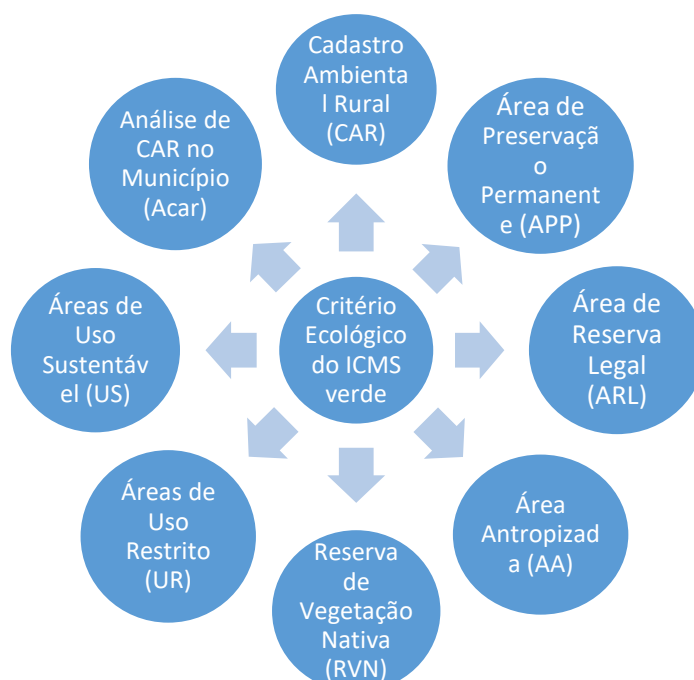 Cadastro
Ambienta
l Rural
(CAR)
Área de
Preservaçã
o
Permanent
e (APP)
Área de
Reserva
Legal
(ARL)
Área
Antropizad
a (AA)
Reserva
de
Vegetação
Nativa
(RVN)
Áreas de
Uso
Restrito
(UR)
Áreas de
Uso
Sustentáv
el (US)
Análise de
CAR no
Município
(Acar)
Critério
Ecológico
do ICMS
verde